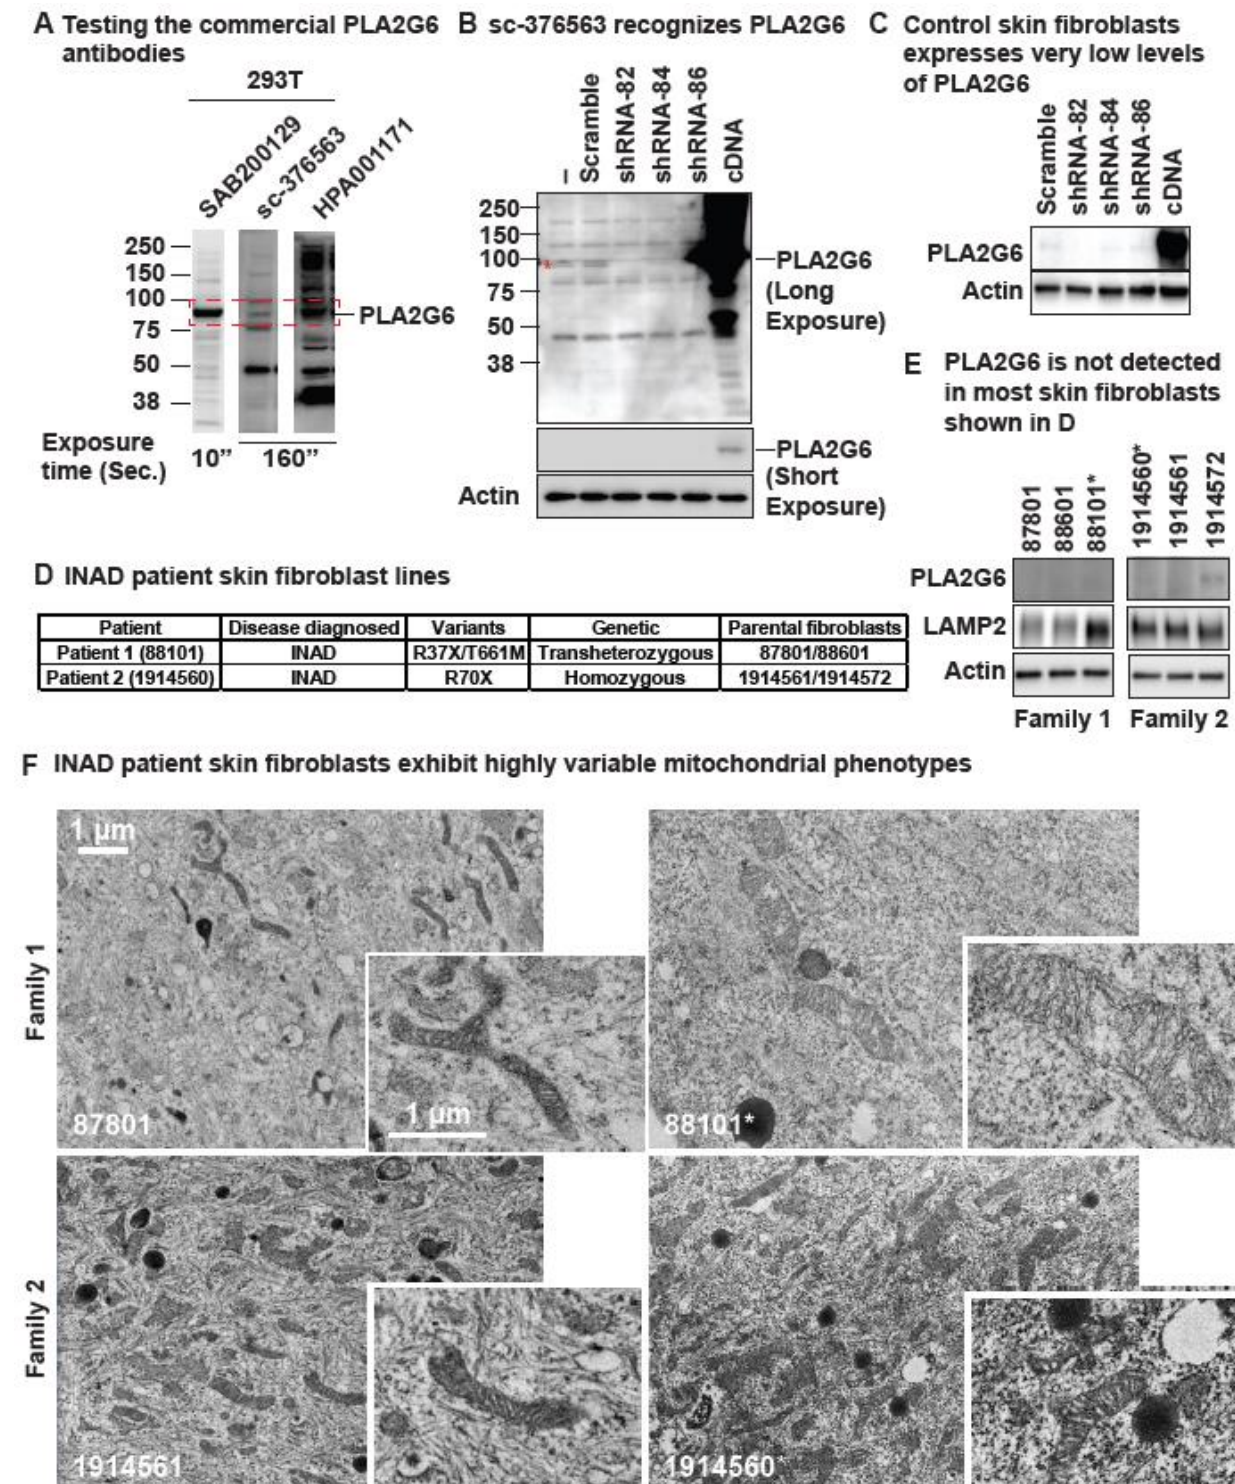 A Testing the commercial PLA2G6 antibodies
293T
SAB200129
sc-376563
HPA001171
250
150
100
75
50
38
PLA2G6
Exposure time (Sec.)
10”
160”
B sc-376563 recognizes PLA2G6
–
Scramble
shRNA-82
shRNA-84
shRNA-86
cDNA
250
150
100
75
50
38
*
PLA2G6
(Long
Exposure)
PLA2G6
(Short
Exposure)
Actin
C Control skin fibroblasts
expresses very low levels
of PLA2G6
Scramble
shRNA-82
shRNA-84
shRNA-86
cDNA
PLA2G6
Actin
D INAD patient skin fibroblast lines
Patient Disease diagnosed Variants Genetic Parental fibroblasts
Patient 1 (88101) INAD R37X/T661M Transheterozygous 87801/88601
Patient 2 (1914560) INAD R70X Homozygous 1914561/1914572
E PLA2G6 is not detected
in most skin fibroblasts
shown in D
87801
88601
88101*
1914560*
1914561
1914572
PLA2G6
LAMP2
Actin
Family 1
Family 2
F INAD patient skin fibroblasts exhibit highly variable mitochondrial phenotypes
Family 1
1 µm
1 µm
87801
88101*
Family 2
1914561
1914560